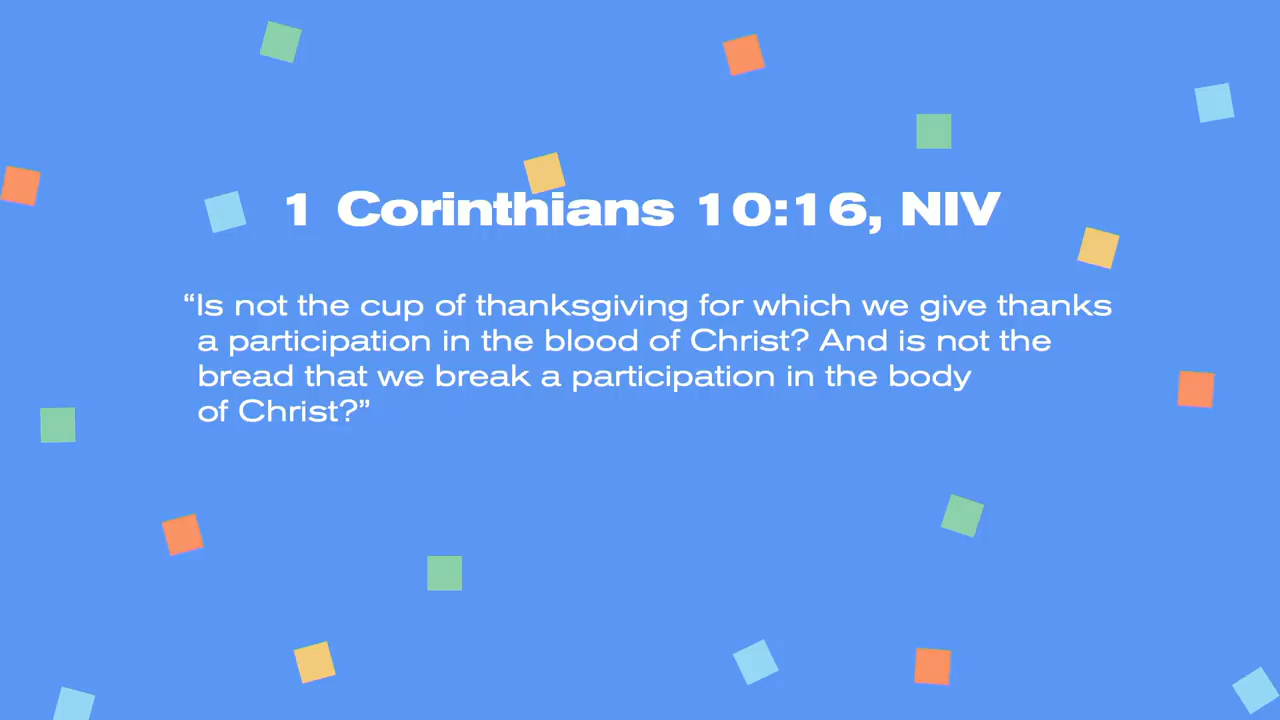 1 Corinthians 10:16, NIV
“Is not the cup of thanksgiving for which we give thanks
a participation in the blood of Christ? And is not the
bread that we break a participation in the body
of Christ?”